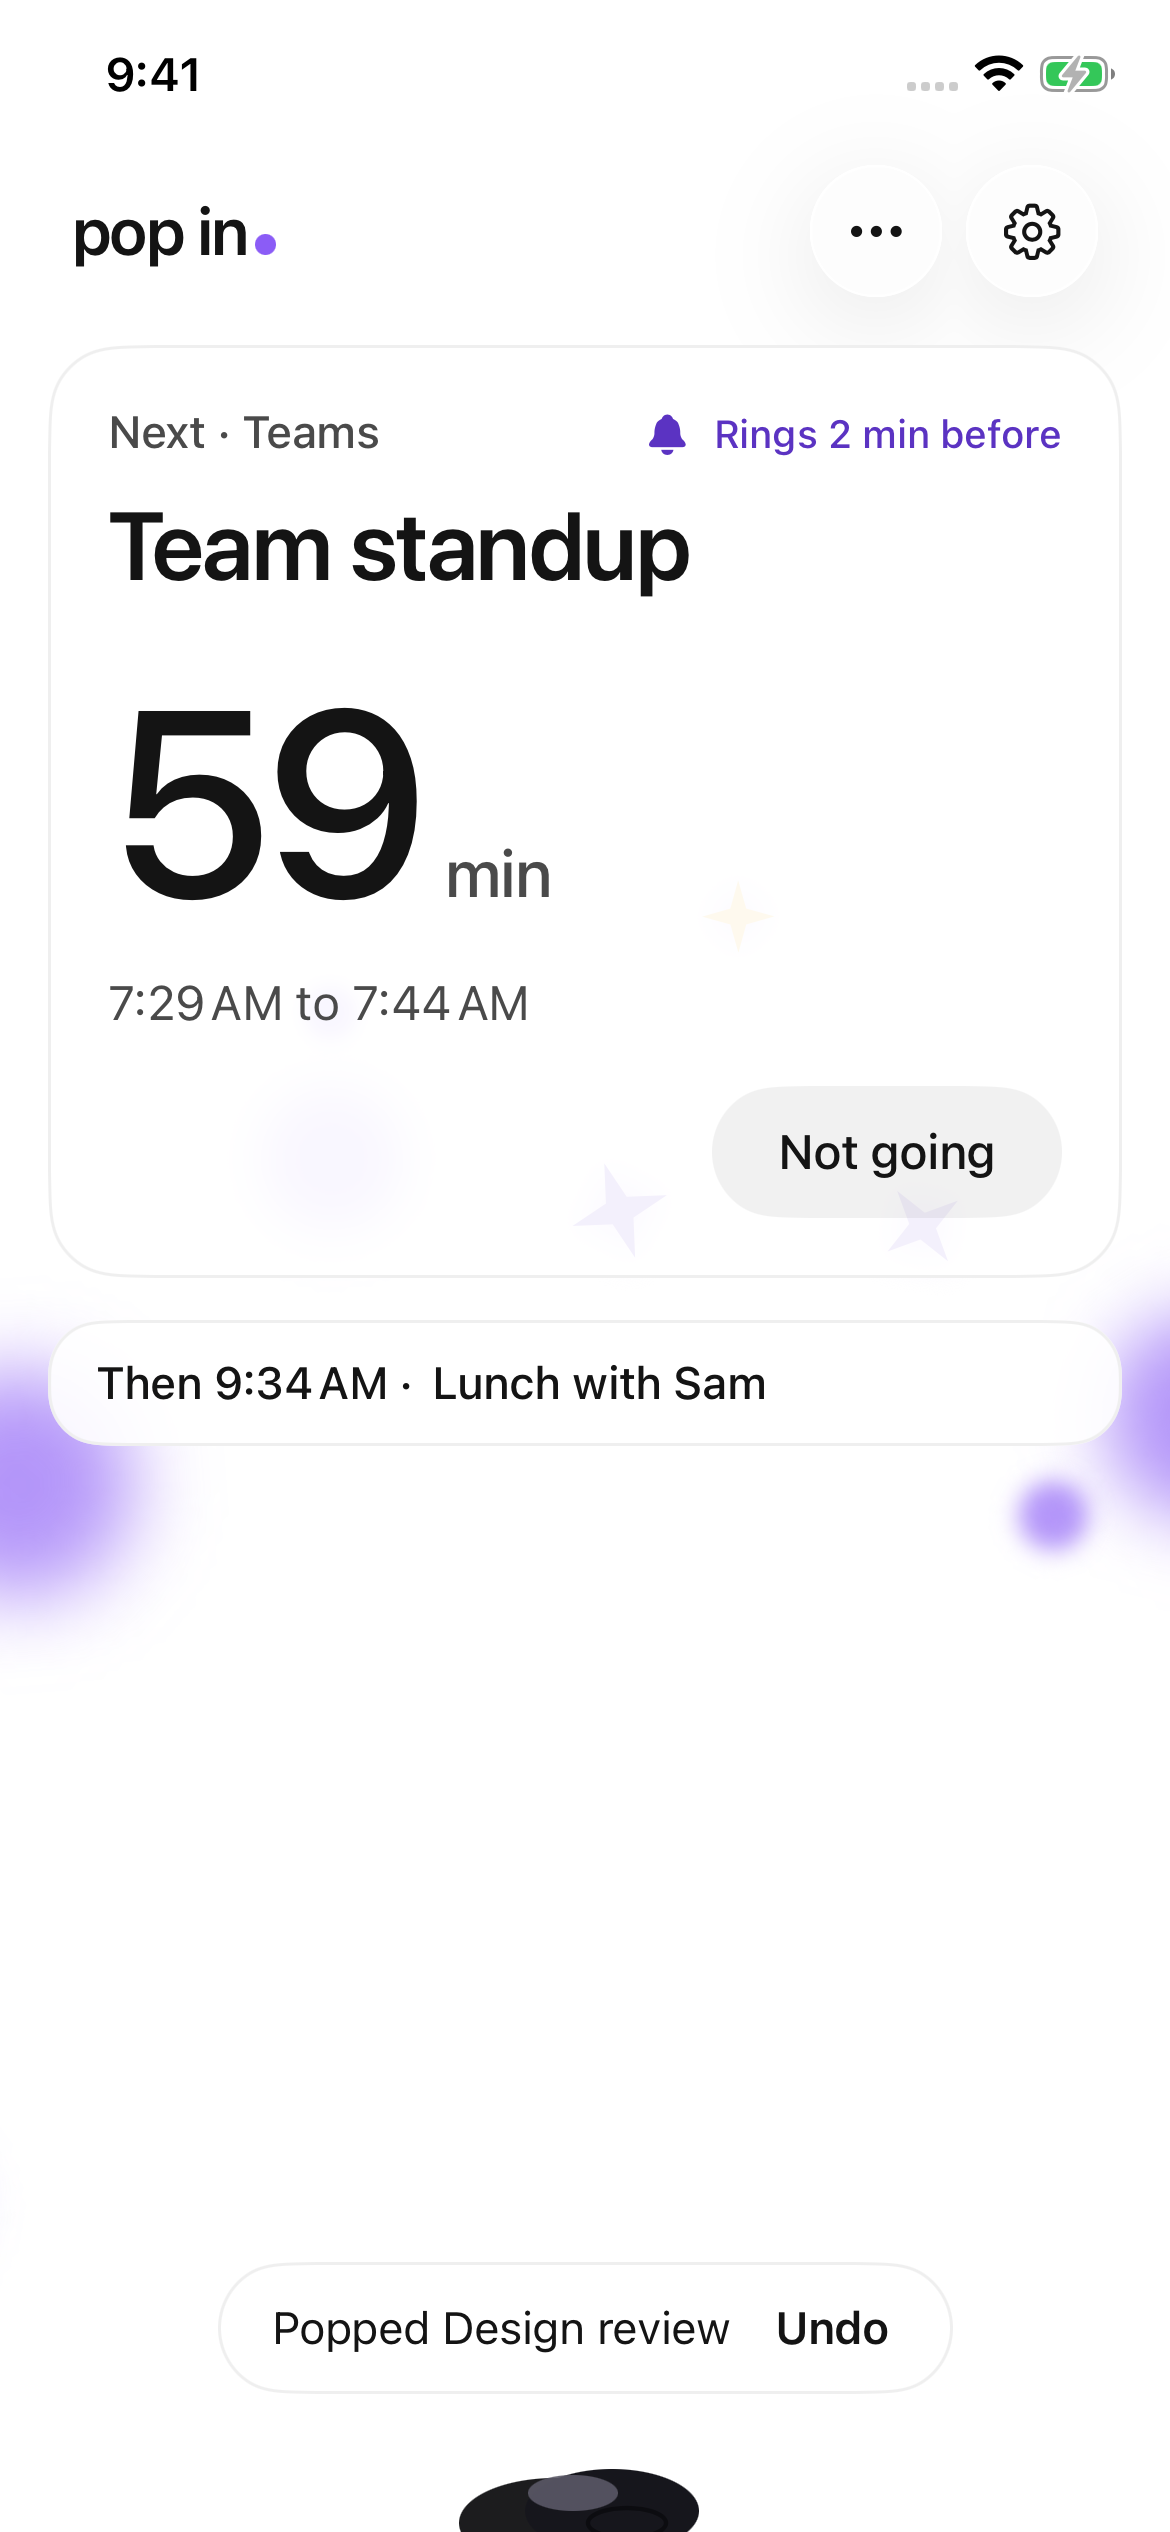 9:41
pop in
Next · Teams
Rings 2 min before
Team standup
59 min
7:29 AM to 7:44 AM
Not going
Then 9:34 AM · Lunch with Sam
Popped Design review Undo